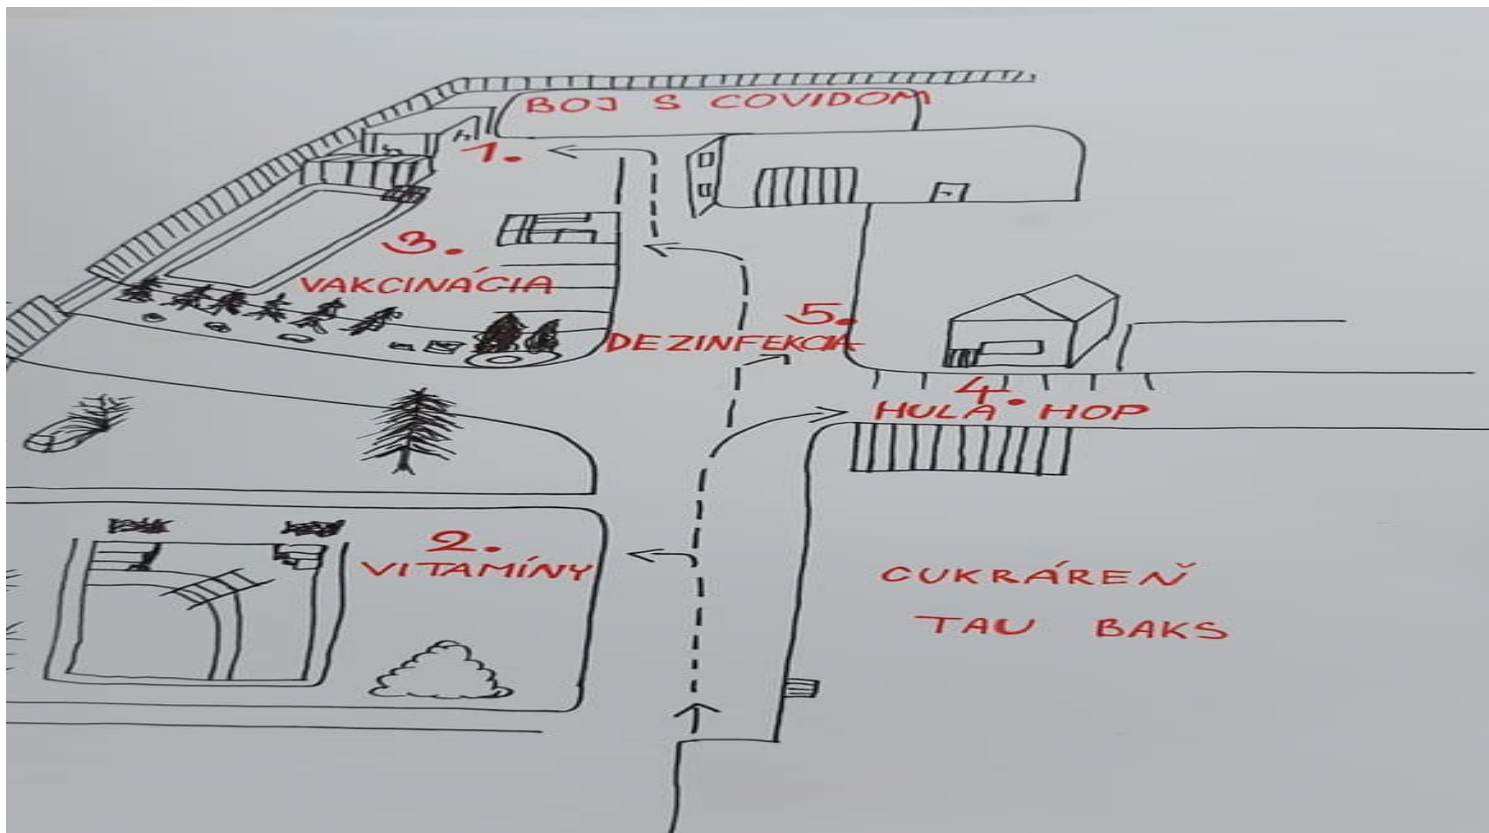 BOJ S COVIDOM
1.
3.
VAKCINÁCIA
5.
DEZINFEKCIA
4.
HULA HOP
2.
VITAMÍNY
CUKRÁREŇ
TAU BAKS